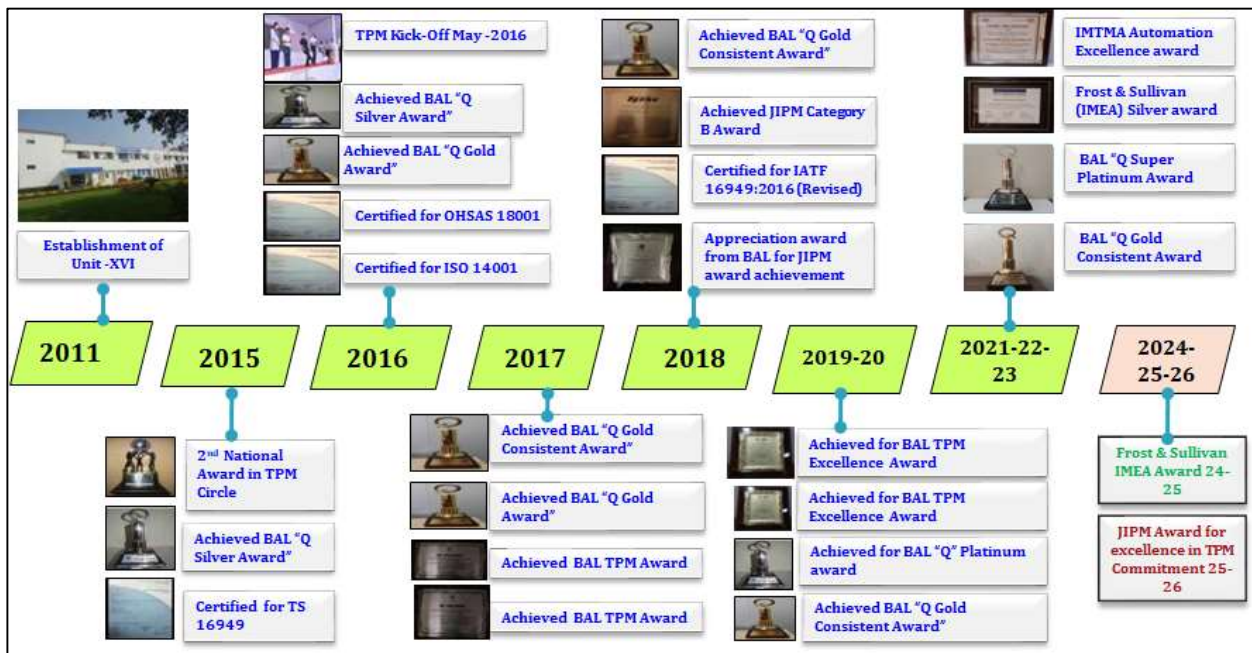 TPM Kick-Off May -2016
Achieved BAL “Q
Silver Award”
Achieved BAL “Q Gold
Award”
Certified for OHSAS 18001
Certified for ISO 14001
Achieved BAL “Q Gold
Consistent Award”
Achieved JIPM Category
B Award
Certified for IATF
16949:2016 (Revised)
Appreciation award
from BAL for JIPM
award achievement
IMTMA Automation
Excellence award
Frost & Sullivan
(IMEA) Silver award
BAL “Q Super
Platinum Award
BAL “Q Gold
Consistent Award
Establishment of
Unit -XVI
2011
2015
2016
2017
2018
2019-20
2021-22-
23
2024-
25-26
2nd National
Award in TPM
Circle
Achieved BAL “Q
Silver Award”
Certified for TS
16949
Achieved BAL “Q Gold
Consistent Award”
Achieved BAL “Q Gold
Award”
Achieved BAL TPM Award
Achieved BAL TPM Award
Achieved for BAL TPM
Excellence Award
Achieved for BAL TPM
Excellence Award
Achieved for BAL “Q” Platinum
award
Achieved BAL “Q Gold
Consistent Award”
Frost & Sullivan
IMEA Award 24-
25
JIPM Award for
excellence in TPM
Commitment 25-
26